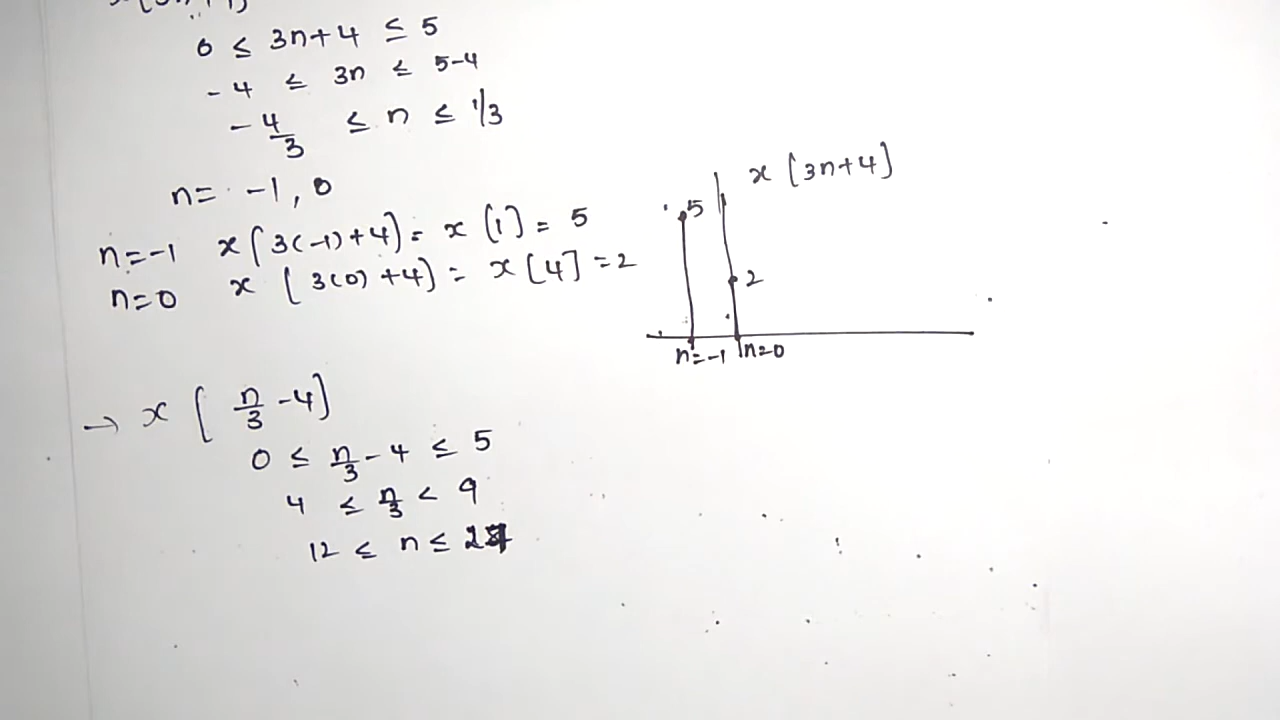 0 ≤ 3n+4 ≤ 5
-4 ≤ 3n ≤ 5-4
-4/3 ≤ n ≤ 1/3
n= -1, 0
n=-1 x[3(-1)+4]= x[1]= 5
n=0 x[3(0)+4]= x[4]=2
x[3n+4]
5
2
n=-1 n=0
→ x[n/3 -4]
0 ≤ n/3 -4 ≤ 5
4 ≤ n/3 < 9
12 ≤ n ≤